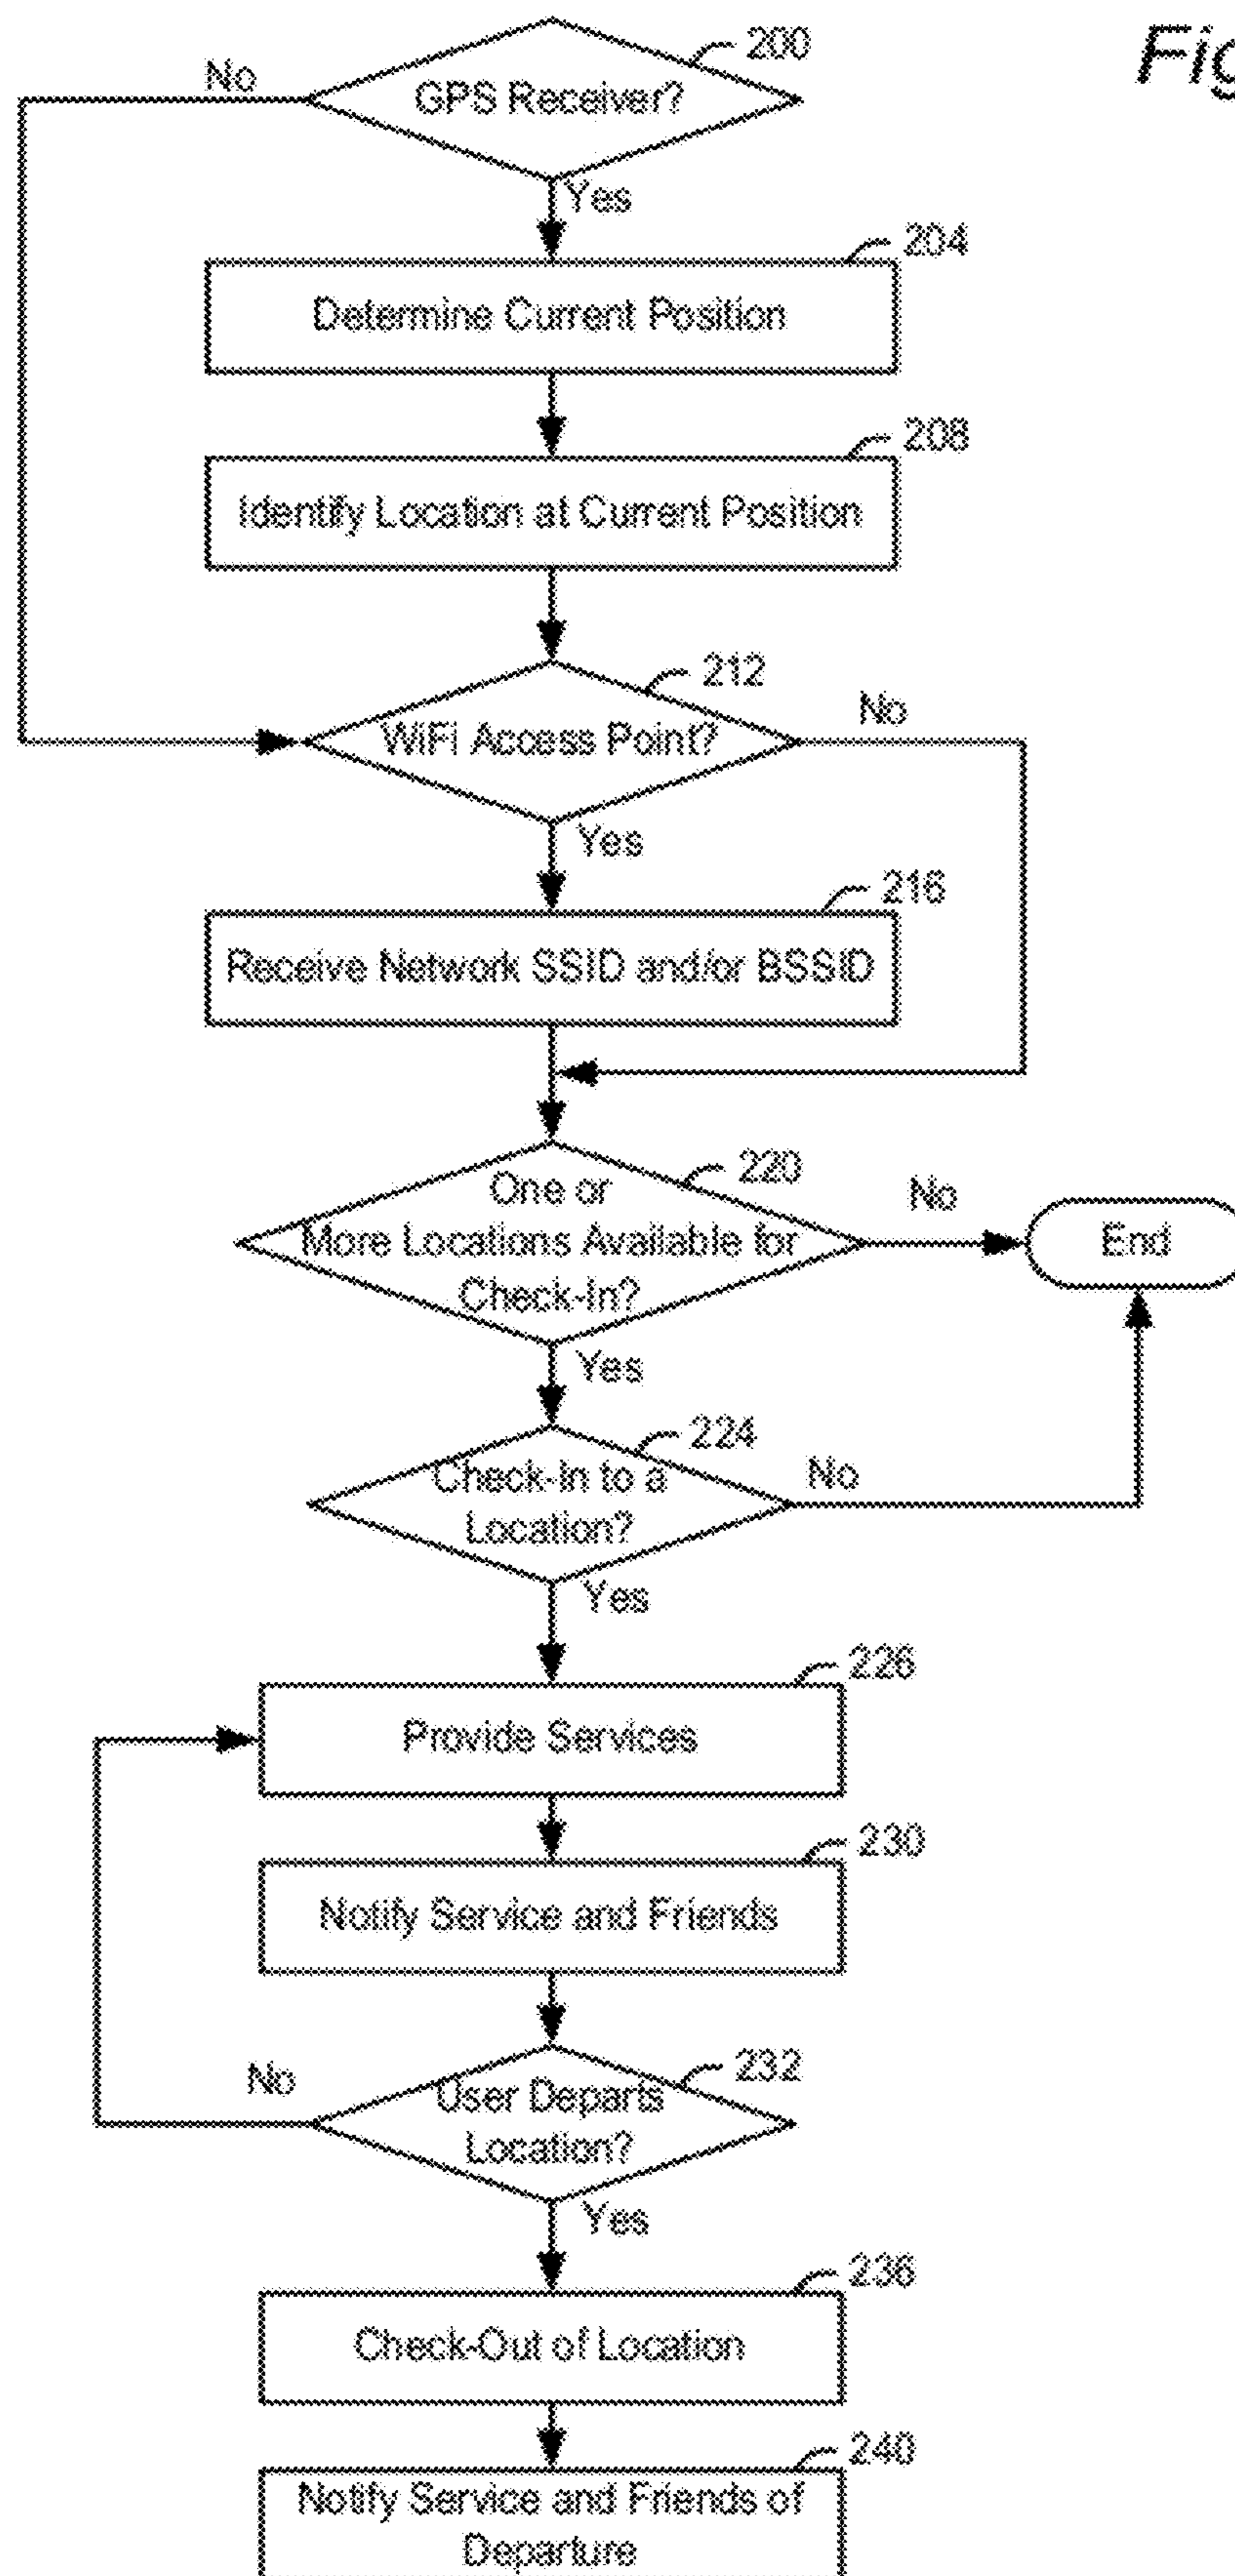 Fig
200
No
GPS Receiver?
Yes
204
Determine Current Position
208
Identify Location at Current Position
212
No
WiFi Access Point?
Yes
216
Receive Network SSID and/or BSSID
220
One or
No
More Locations Available for
End
Check-In?
Yes
224
Check-In to a
No
Location?
Yes
226
Provide Services
230
Notify Service and Friends
232
No
User Departs
Location?
Yes
236
Check-Out of Location
240
Notify Service and Friends of
Departure